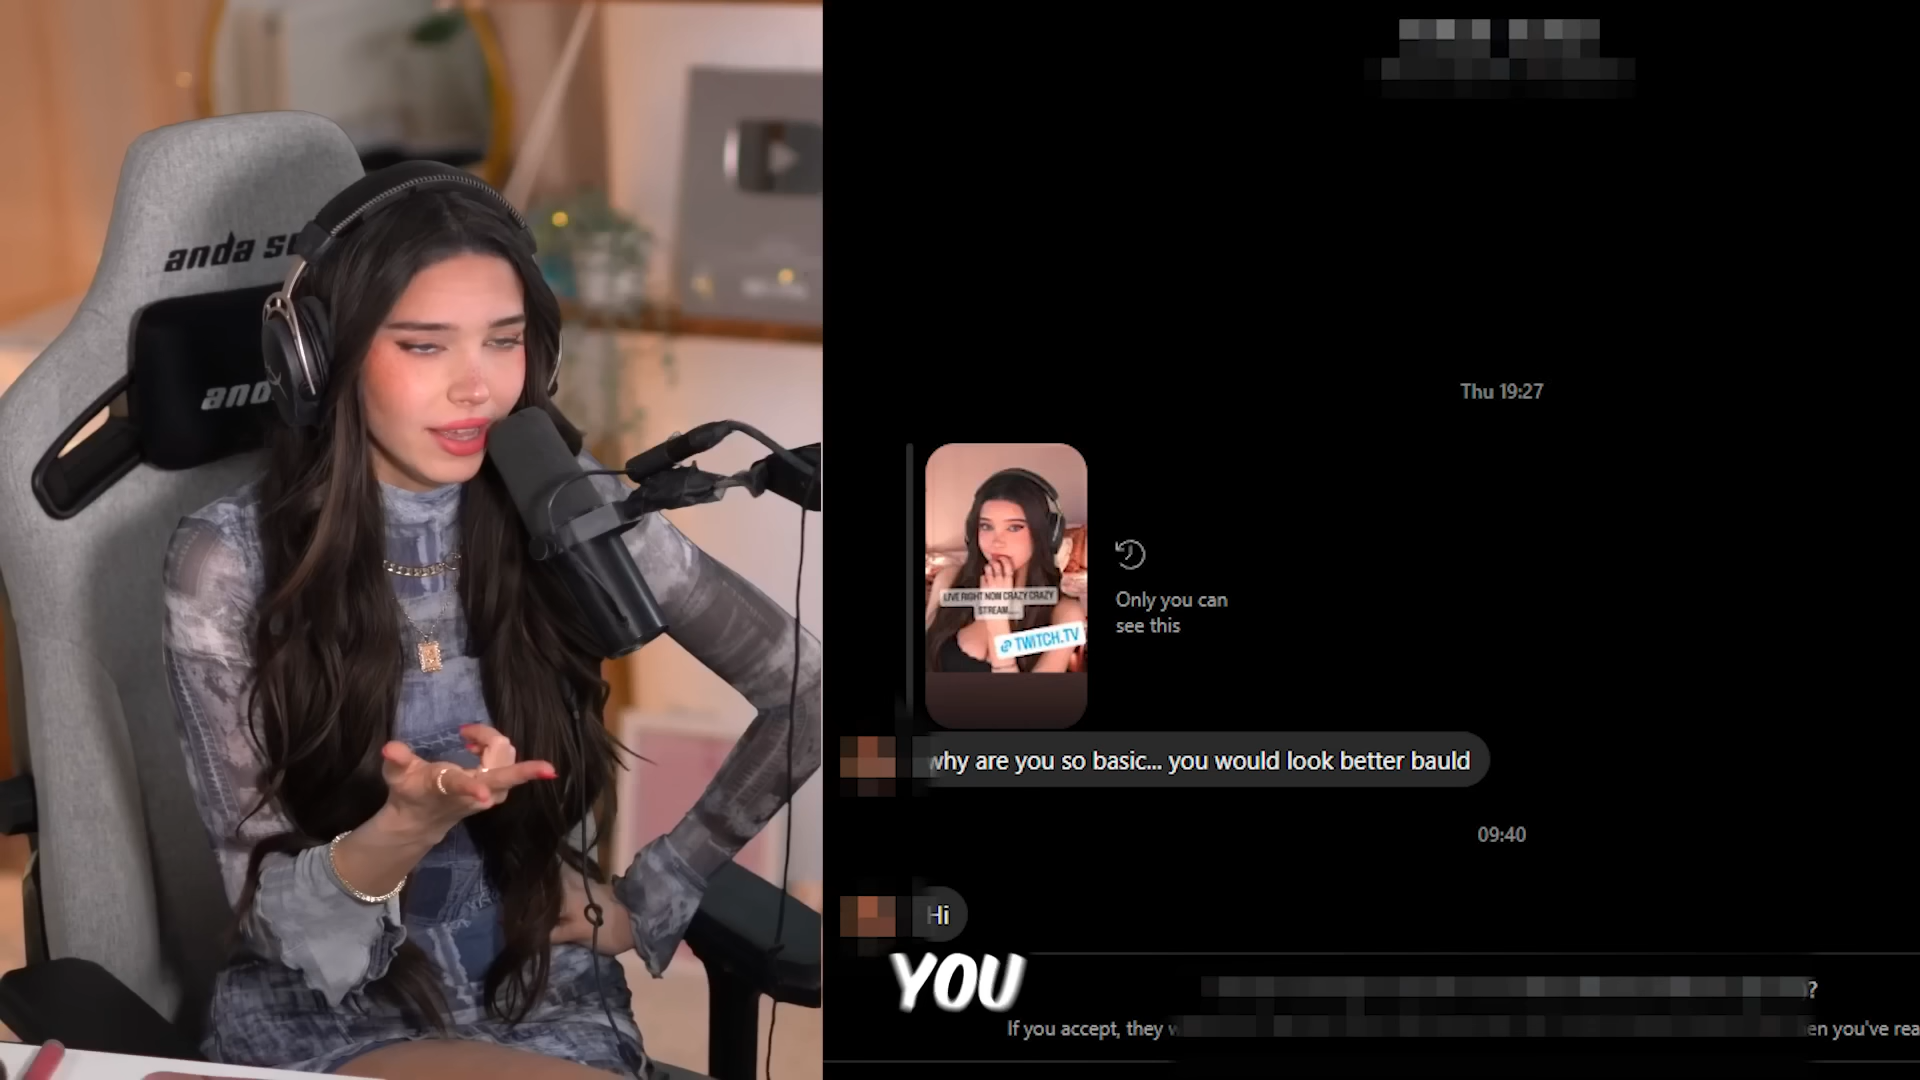 anda se
and
Thu 19:27
LIVE RIGHT NOW CRAZY CRAZY
STREAM....
TWITCH.TV
Only you can
see this
why are you so basic... you would look better bauld
09:40
Hi
YOU
?
If you accept, they w
en you've rea